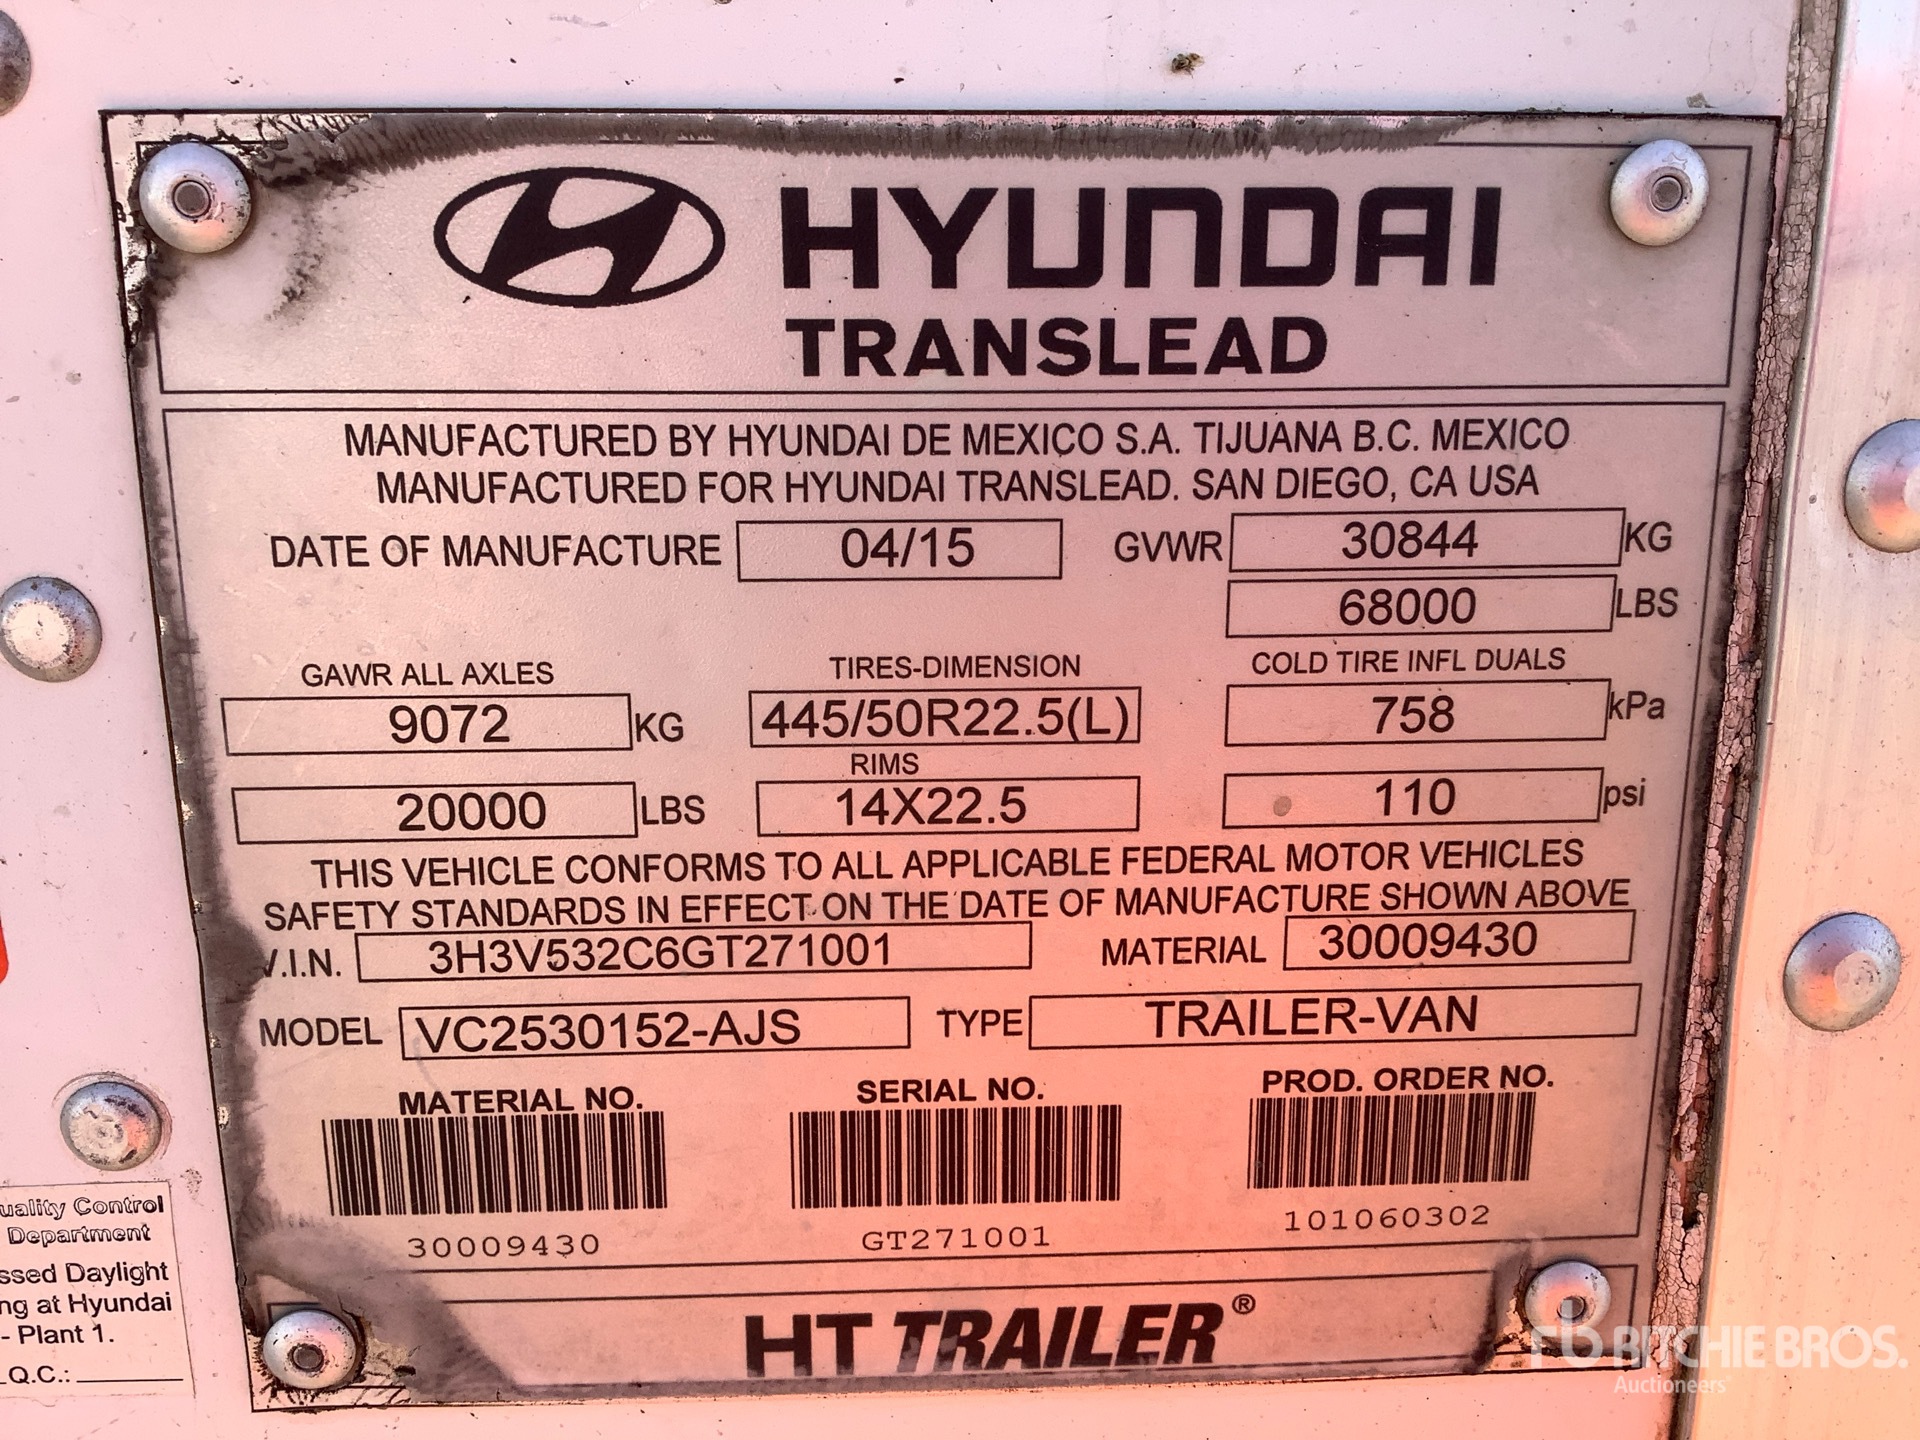 HYUNDAI
TRANSLEAD
MANUFACTURED BY HYUNDAI DE MEXICO S.A. TIJUANA B.C. MEXICO
MANUFACTURED FOR HYUNDAI TRANSLEAD. SAN DIEGO, CA USA
DATE OF MANUFACTURE 04/15 GVWR 30844 KG
68000 LBS
GAWR ALL AXLES TIRES-DIMENSION COLD TIRE INFL DUALS
9072 KG 445/50R22.5(L) 758 kPa
RIMS
20000 LBS 14X22.5 110 psi
THIS VEHICLE CONFORMS TO ALL APPLICABLE FEDERAL MOTOR VEHICLES
SAFETY STANDARDS IN EFFECT ON THE DATE OF MANUFACTURE SHOWN ABOVE
V.I.N. 3H3V532C6GT271001 MATERIAL 30009430
MODEL VC2530152-AJS TYPE TRAILER-VAN
MATERIAL NO. SERIAL NO. PROD. ORDER NO.
30009430 GT271001 101060302
HT TRAILER®
uality Control
Department
ssed Daylight
ng at Hyundai
- Plant 1.
Q.C.:
RITCHIE BROS.
Auctioneers